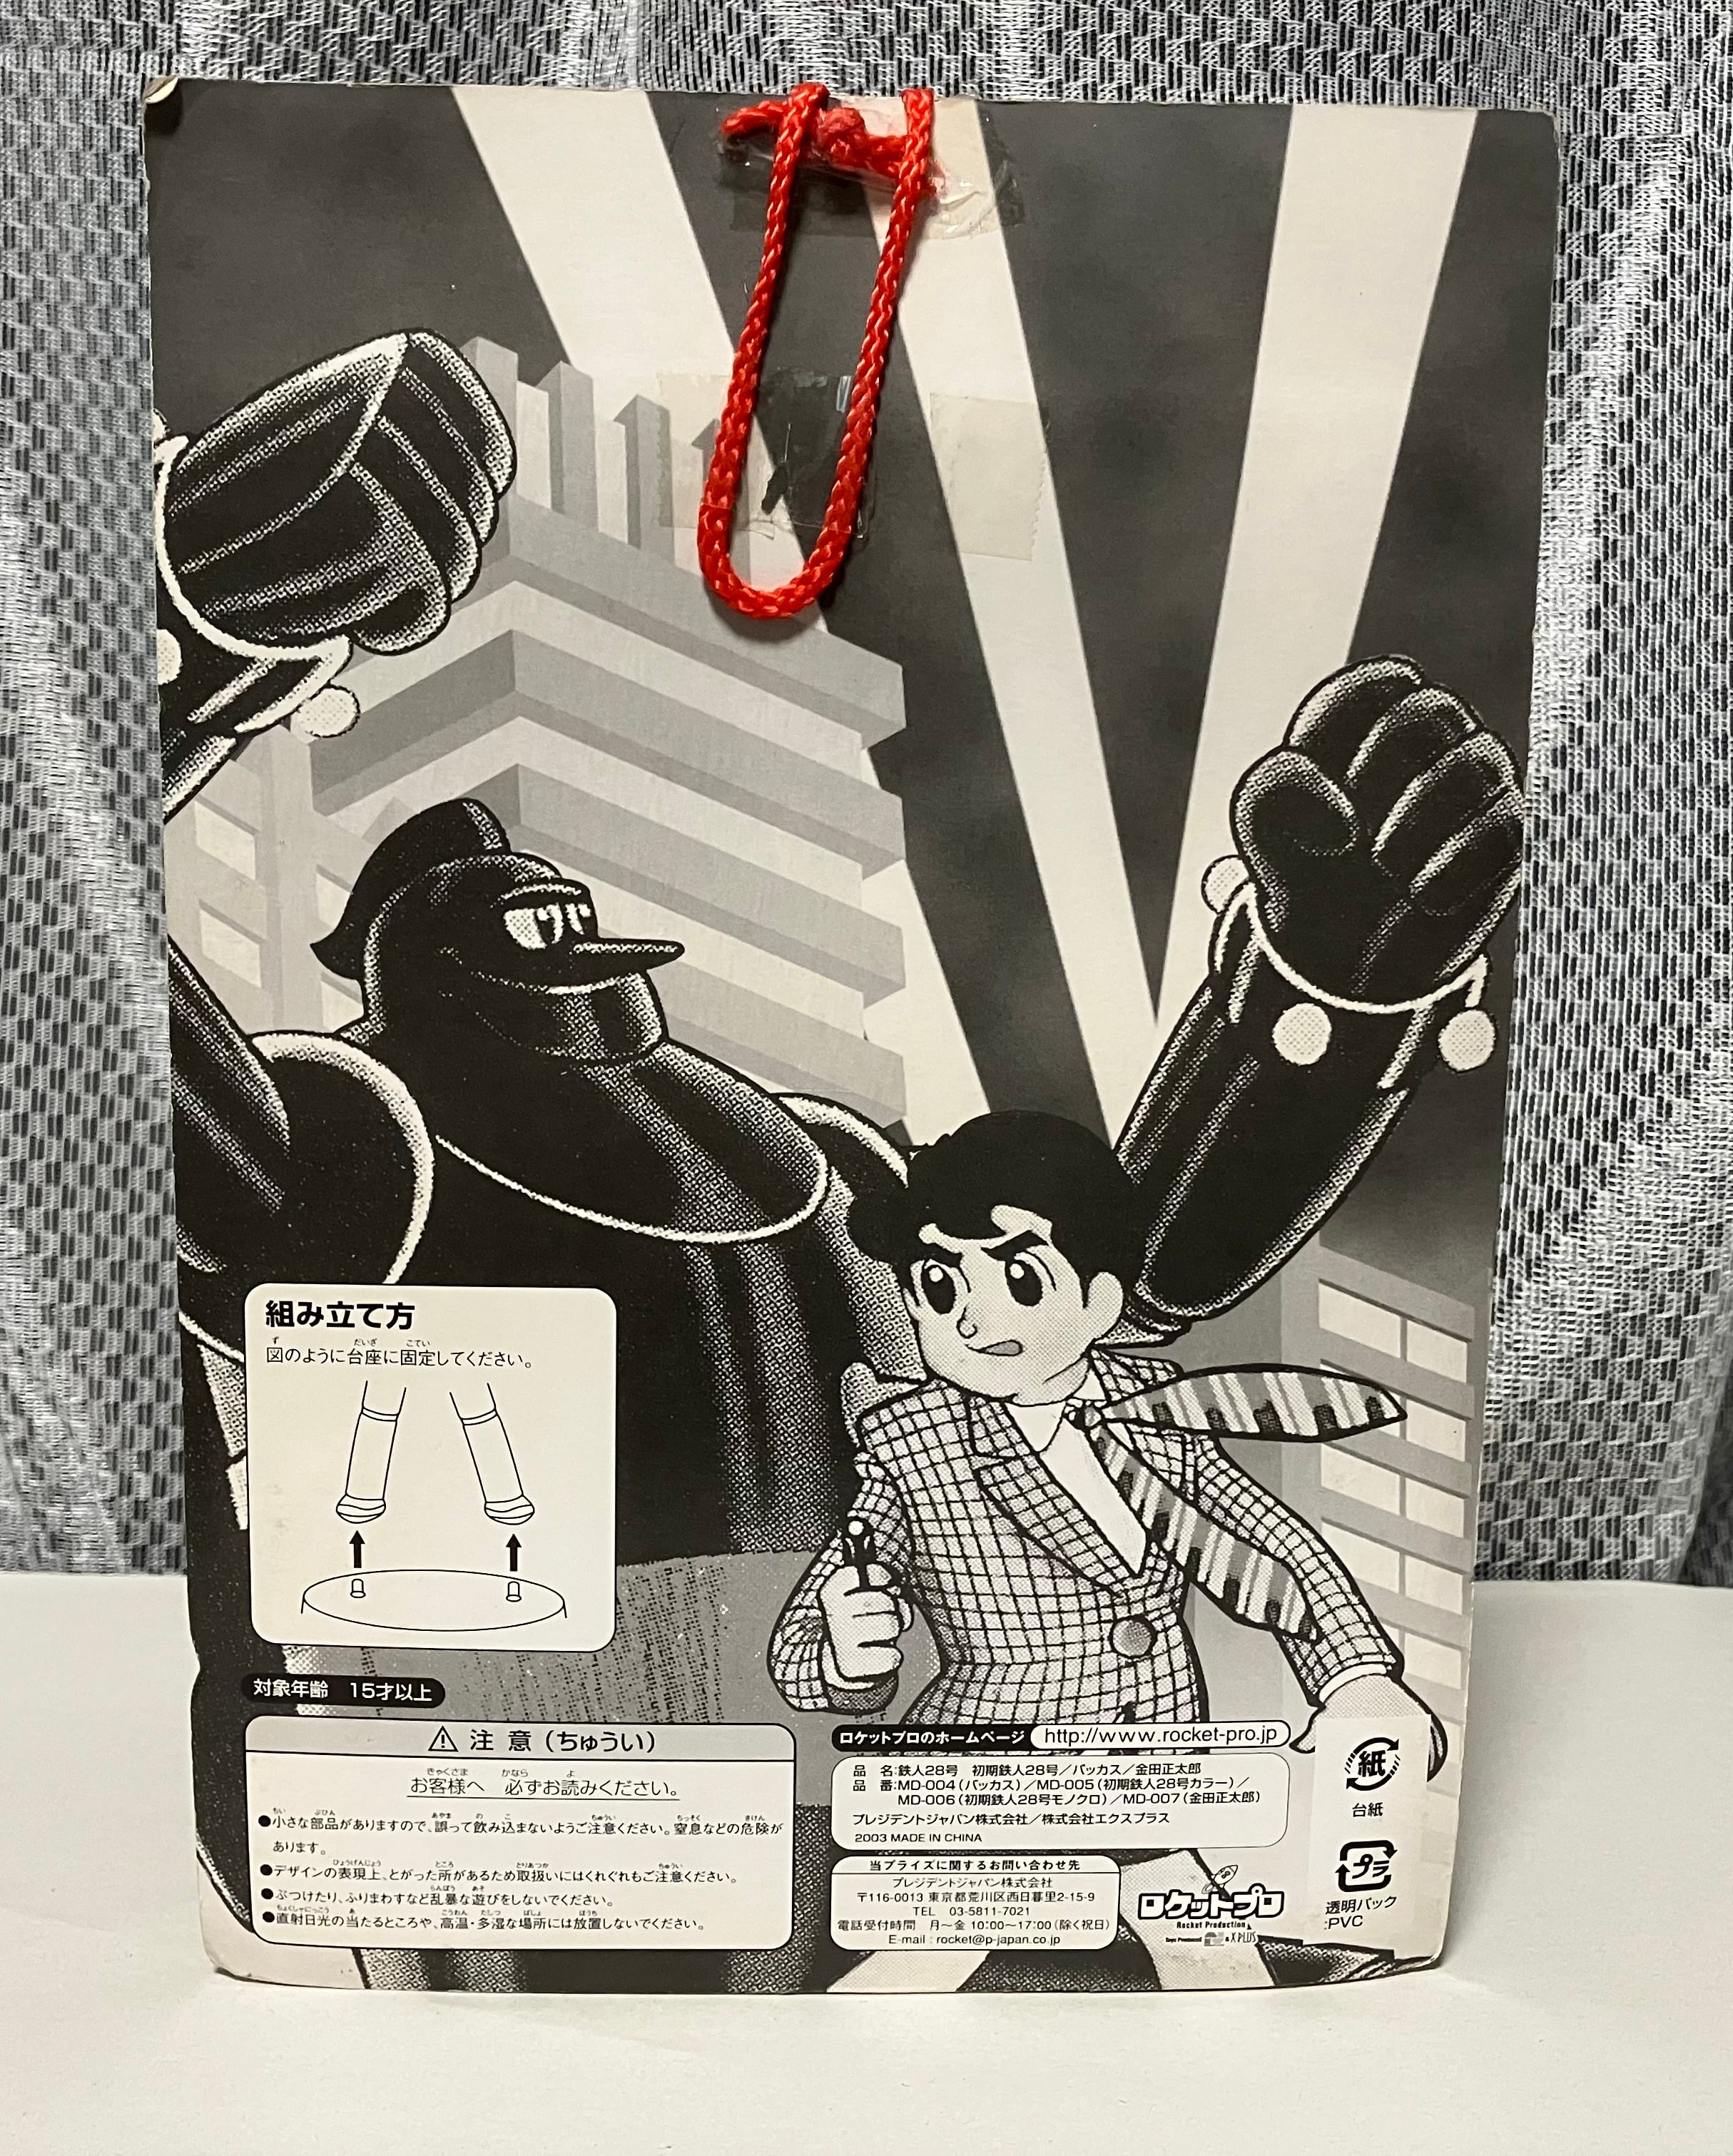 組み立て方
図のように台座に固定してください。
対象年齢 15才以上
注 意 (ちゅうい)
お客様へ 必ずお読みください。
●小さな部品がありますので、誤って飲み込まないようご注意ください。窒息などの危険が
あります。
●デザインの表現上、とがった所があるため取扱いにはくれぐれもご注意ください。
●ぶつけたり、ふりまわすなど乱暴な遊びをしないでください。
●直射日光の当たるところや、高温・多湿な場所には放置しないでください。
ロケットプロのホームページ http://www.rocket-pro.jp
品 名:鉄人28号 初期鉄人28号/バッカス/金田正太郎
品 番:MD-004(バッカス)/MD-005(初期鉄人28号カラー)/
MD-006(初期鉄人28号モノクロ)/MD-007(金田正太郎)
プレジデントジャパン株式会社/株式会社エクスプラス
2003 MADE IN CHINA
当プライズに関するお問い合わせ先
プレジデントジャパン株式会社
〒116-0013 東京都荒川区西日暮里2-15-9
TEL 03-5811-7021
電話受付時間 月〜金 10:00〜17:00(除く祝日)
E-mail : rocket@p-japan.co.jp
ロケットプロ
Rocket Production
& X PLUS
紙
台紙
プラ
透明パック
:PVC